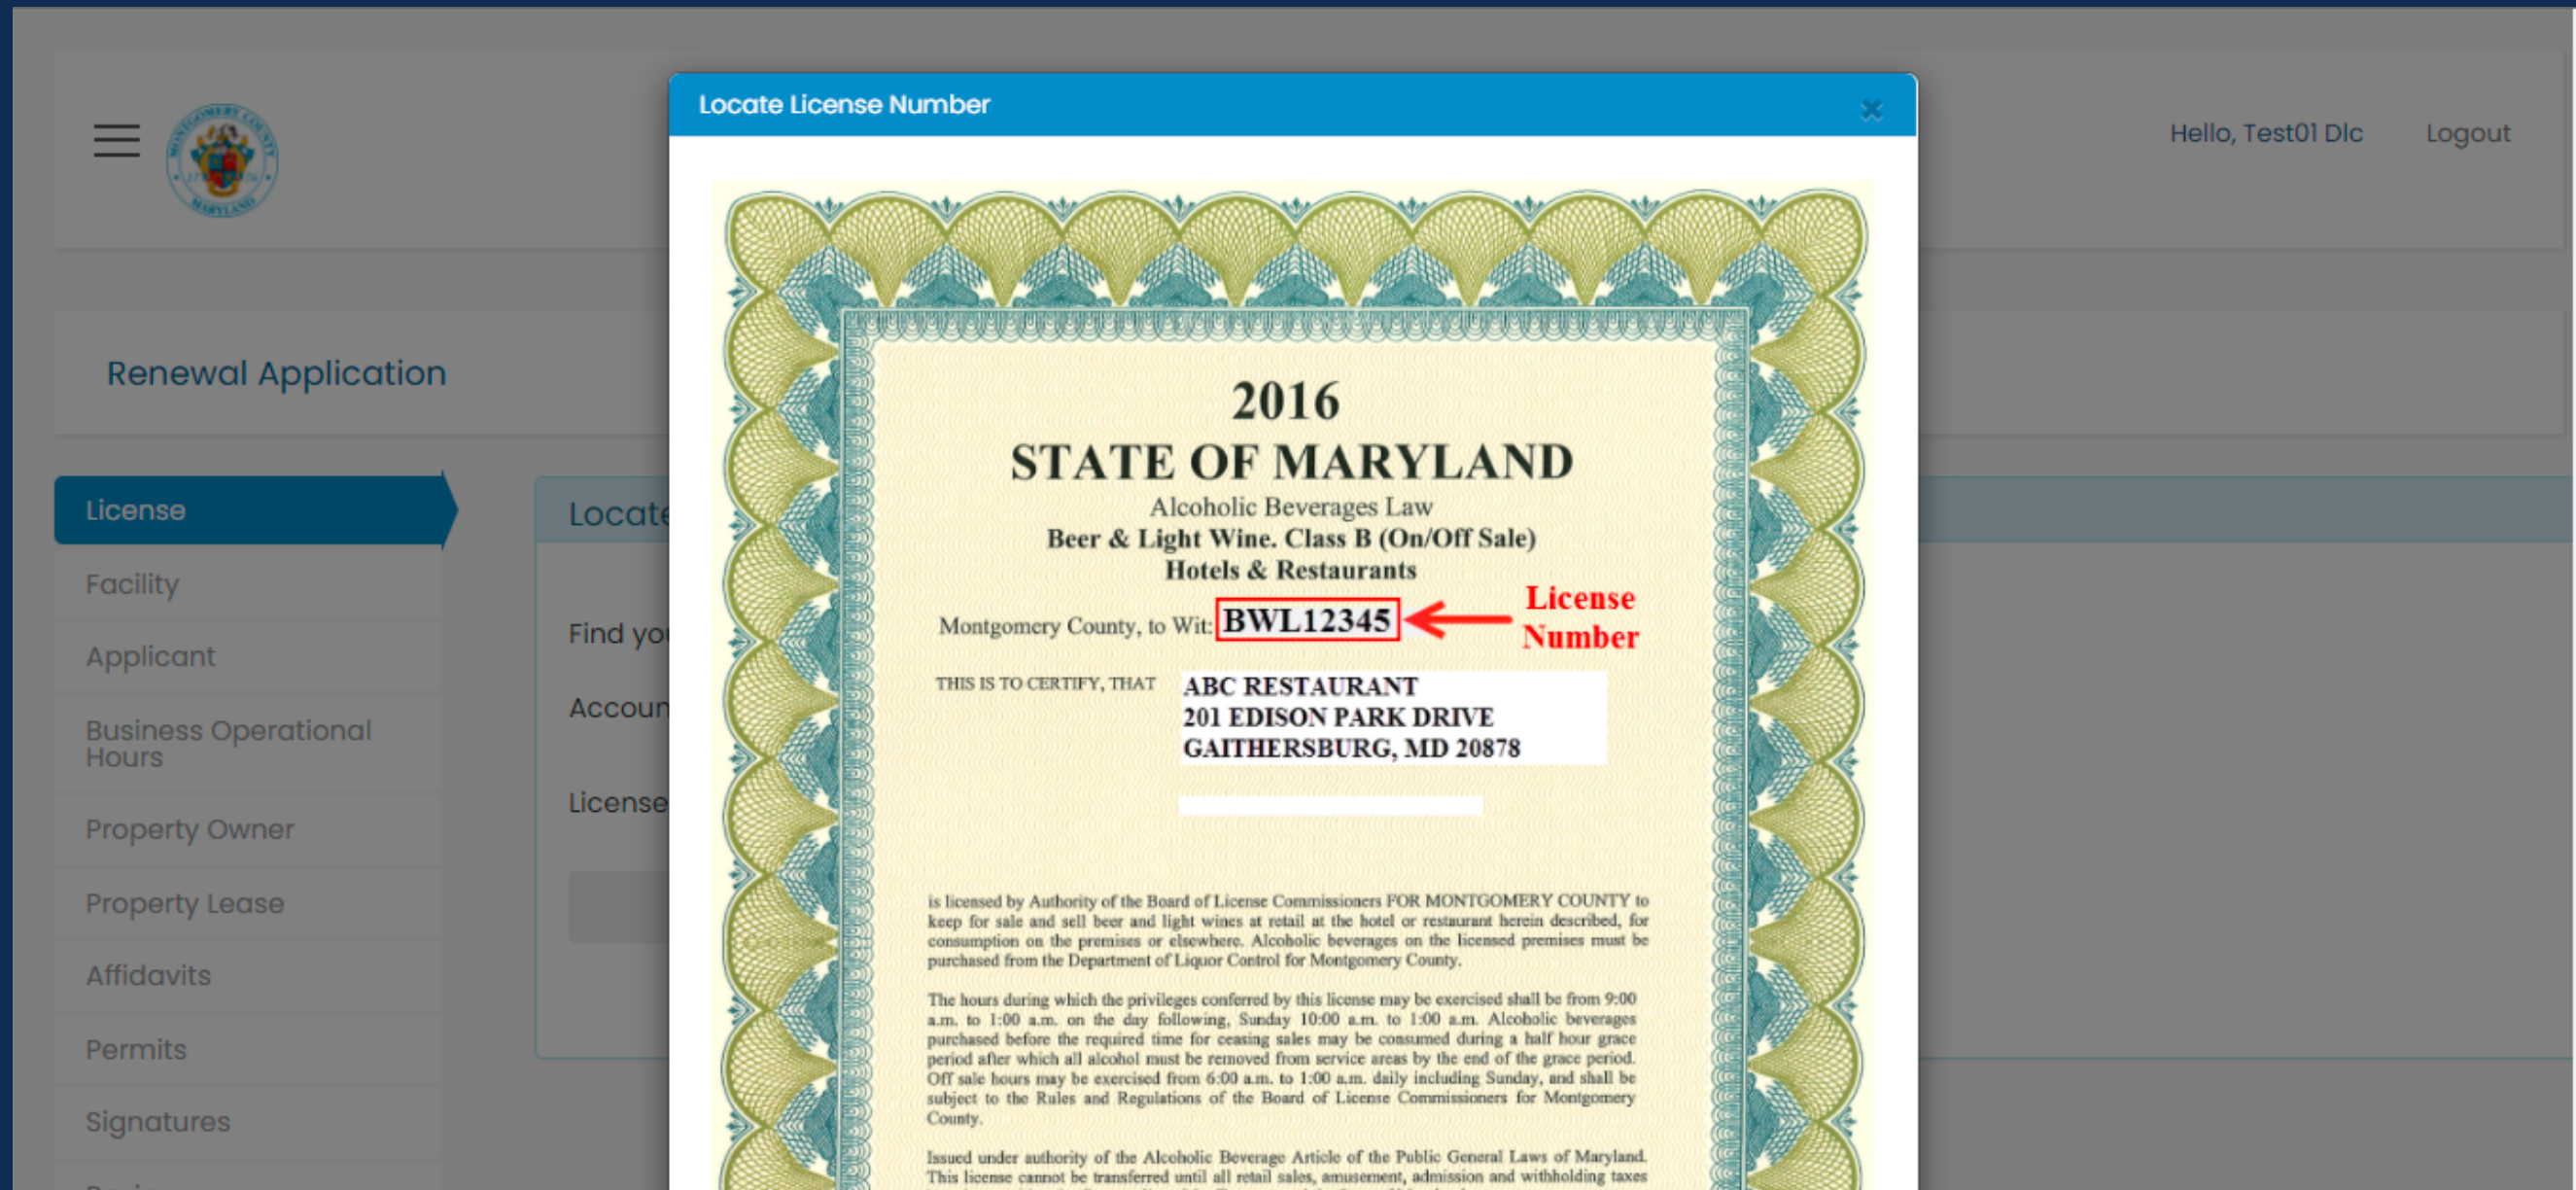 Locate License Number
Hello, Test01 Dlc
Logout
MONTGOMERY COUNTY
MARYLAND
Renewal Application
License
Facility
Applicant
Business Operational
Hours
Property Owner
Property Lease
Affidavits
Permits
Signatures
Locate
Find you
Accoun
License
2016
STATE OF MARYLAND
Alcoholic Beverages Law
Beer & Light Wine. Class B (On/Off Sale)
Hotels & Restaurants
Montgomery County, to Wit: BWL12345
License
Number
THIS IS TO CERTIFY, THAT
ABC RESTAURANT
201 EDISON PARK DRIVE
GAITHERSBURG, MD 20878
is licensed by Authority of the Board of License Commissioners FOR MONTGOMERY COUNTY to
keep for sale and sell beer and light wines at retail at the hotel or restaurant herein described, for
consumption on the premises or elsewhere. Alcoholic beverages on the licensed premises must be
purchased from the Department of Liquor Control for Montgomery County.
The hours during which the privileges conferred by this license may be exercised shall be from 9:00
a.m. to 1:00 a.m. on the day following, Sunday 10:00 a.m. to 1:00 a.m. Alcoholic beverages
purchased before the required time for ceasing sales may be consumed during a half hour grace
period after which all alcohol must be removed from service areas by the end of the grace period.
Off sale hours may be exercised from 6:00 a.m. to 1:00 a.m. daily including Sunday, and shall be
subject to the Rules and Regulations of the Board of License Commissioners for Montgomery
County.
Issued under authority of the Alcoholic Beverage Article of the Public General Laws of Maryland.
This license cannot be transferred until all retail sales, amusement, admission and withholding taxes